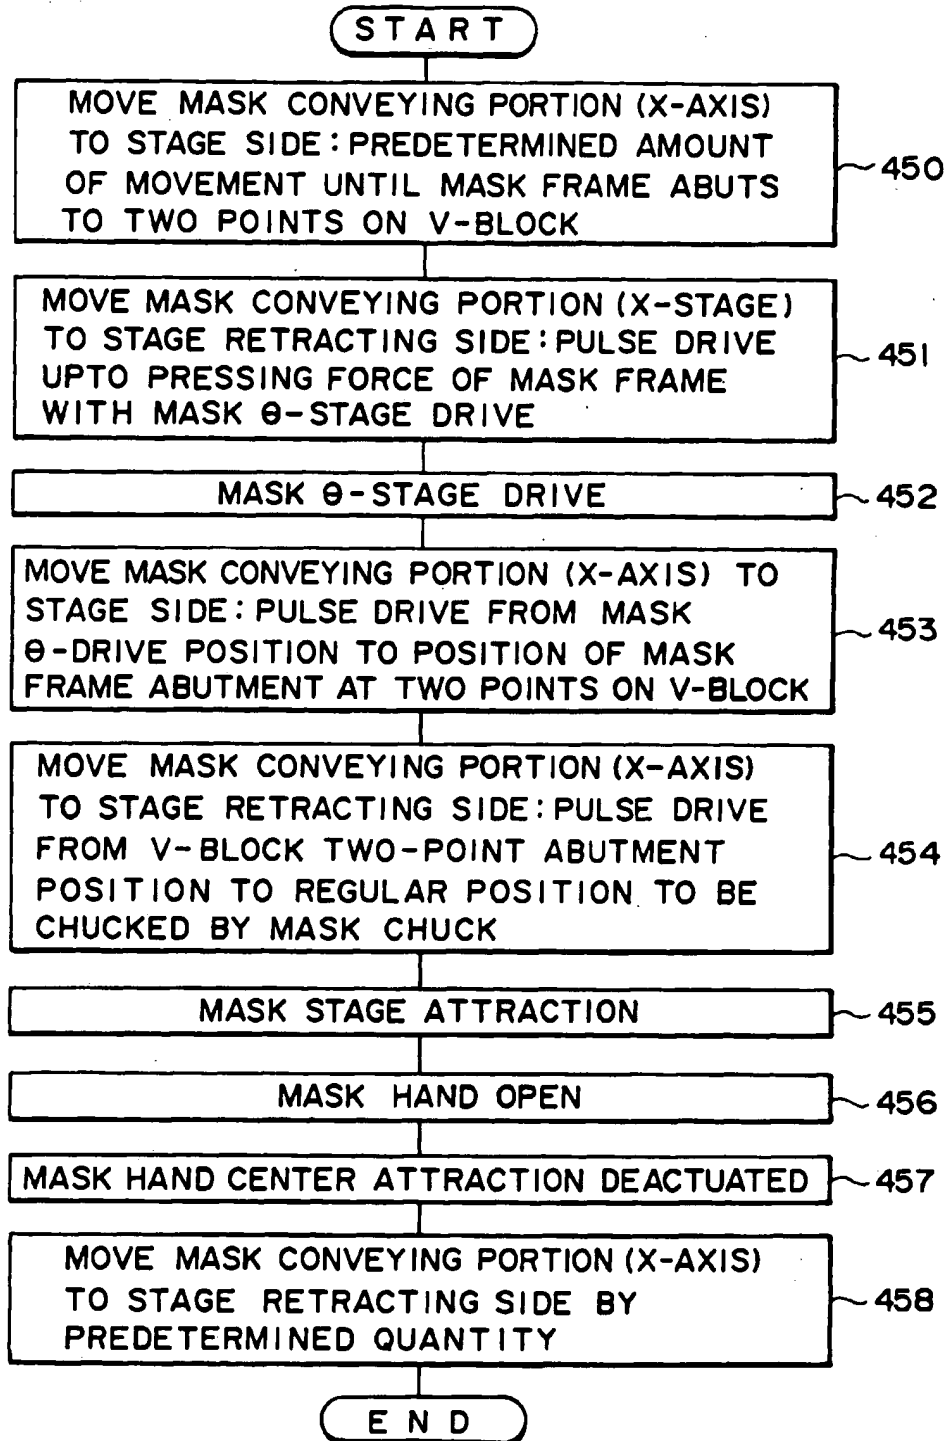 START
MOVE MASK CONVEYING PORTION (X-AXIS)
TO STAGE SIDE: PREDETERMINED AMOUNT
OF MOVEMENT UNTIL MASK FRAME ABUTS
TO TWO POINTS ON V-BLOCK
450
MOVE MASK CONVEYING PORTION (X-STAGE)
TO STAGE RETRACTING SIDE: PULSE DRIVE
UPTO PRESSING FORCE OF MASK FRAME
WITH MASK θ-STAGE DRIVE
451
MASK θ-STAGE DRIVE
452
MOVE MASK CONVEYING PORTION (X-AXIS) TO
STAGE SIDE: PULSE DRIVE FROM MASK
θ-DRIVE POSITION TO POSITION OF MASK
FRAME ABUTMENT AT TWO POINTS ON V-BLOCK
453
MOVE MASK CONVEYING PORTION (X-AXIS)
TO STAGE RETRACTING SIDE: PULSE DRIVE
FROM V-BLOCK TWO-POINT ABUTMENT
POSITION TO REGULAR POSITION TO BE
CHUCKED BY MASK CHUCK
454
MASK STAGE ATTRACTION
455
MASK HAND OPEN
456
MASK HAND CENTER ATTRACTION DEACTUATED
457
MOVE MASK CONVEYING PORTION (X-AXIS)
TO STAGE RETRACTING SIDE BY
PREDETERMINED QUANTITY
458
END